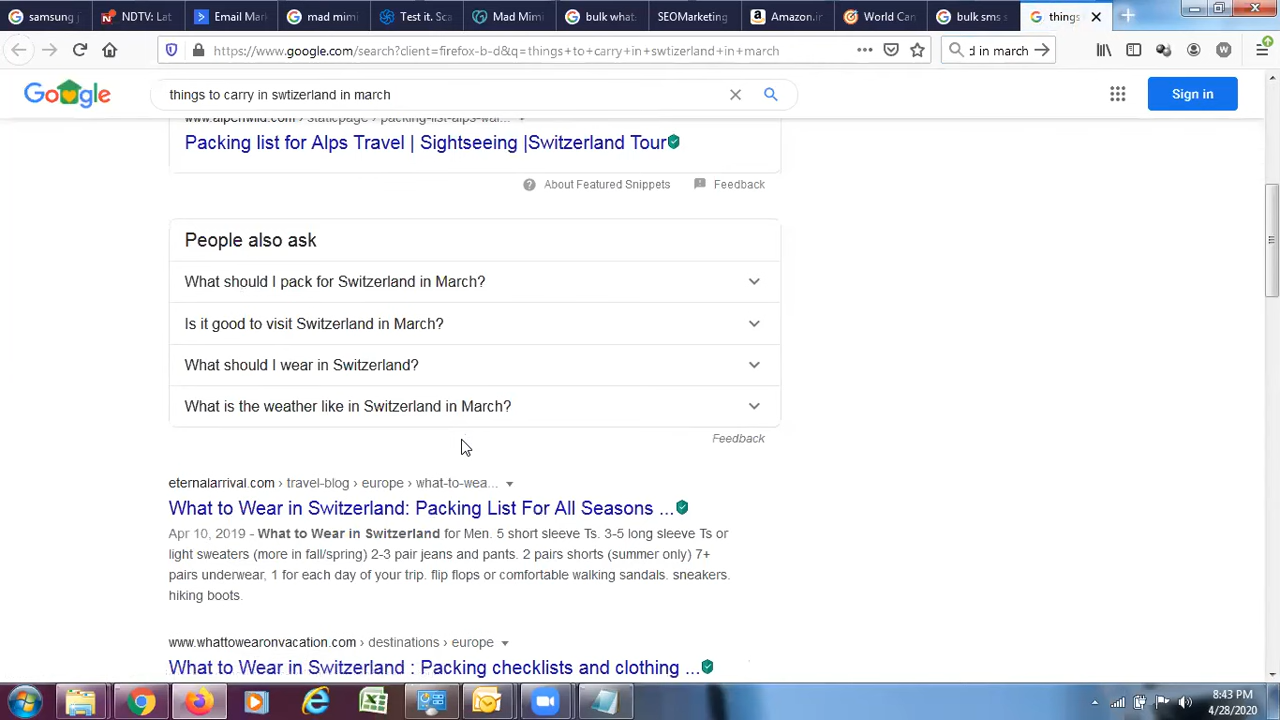 samsung j
NDTV: Lat
Email Mar
mad mimi
Test it. Sca
Mad Mimi
bulk what
SEOMarketing
Amazon.in
World Can
bulk sms s
things
https://www.google.com/search?client=firefox-b-d&q=things+to+carry+in+swtizerland+in+march
d in march
Google
things to carry in swtizerland in march
Sign in
www.alpenwild.com › staticpage › packing-list-alps-wal...
Packing list for Alps Travel | Sightseeing |Switzerland Tour
About Featured Snippets
Feedback
People also ask
What should I pack for Switzerland in March?
Is it good to visit Switzerland in March?
What should I wear in Switzerland?
What is the weather like in Switzerland in March?
Feedback
eternalarrival.com › travel-blog › europe › what-to-wea...
What to Wear in Switzerland: Packing List For All Seasons ...
Apr 10, 2019 - What to Wear in Switzerland for Men. 5 short sleeve Ts. 3-5 long sleeve Ts or
light sweaters (more in fall/spring) 2-3 pair jeans and pants. 2 pairs shorts (summer only) 7+
pairs underwear, 1 for each day of your trip. flip flops or comfortable walking sandals. sneakers.
hiking boots.
www.whattowearonvacation.com › destinations › europe
What to Wear in Switzerland : Packing checklists and clothing ...
8:43 PM
4/28/2020